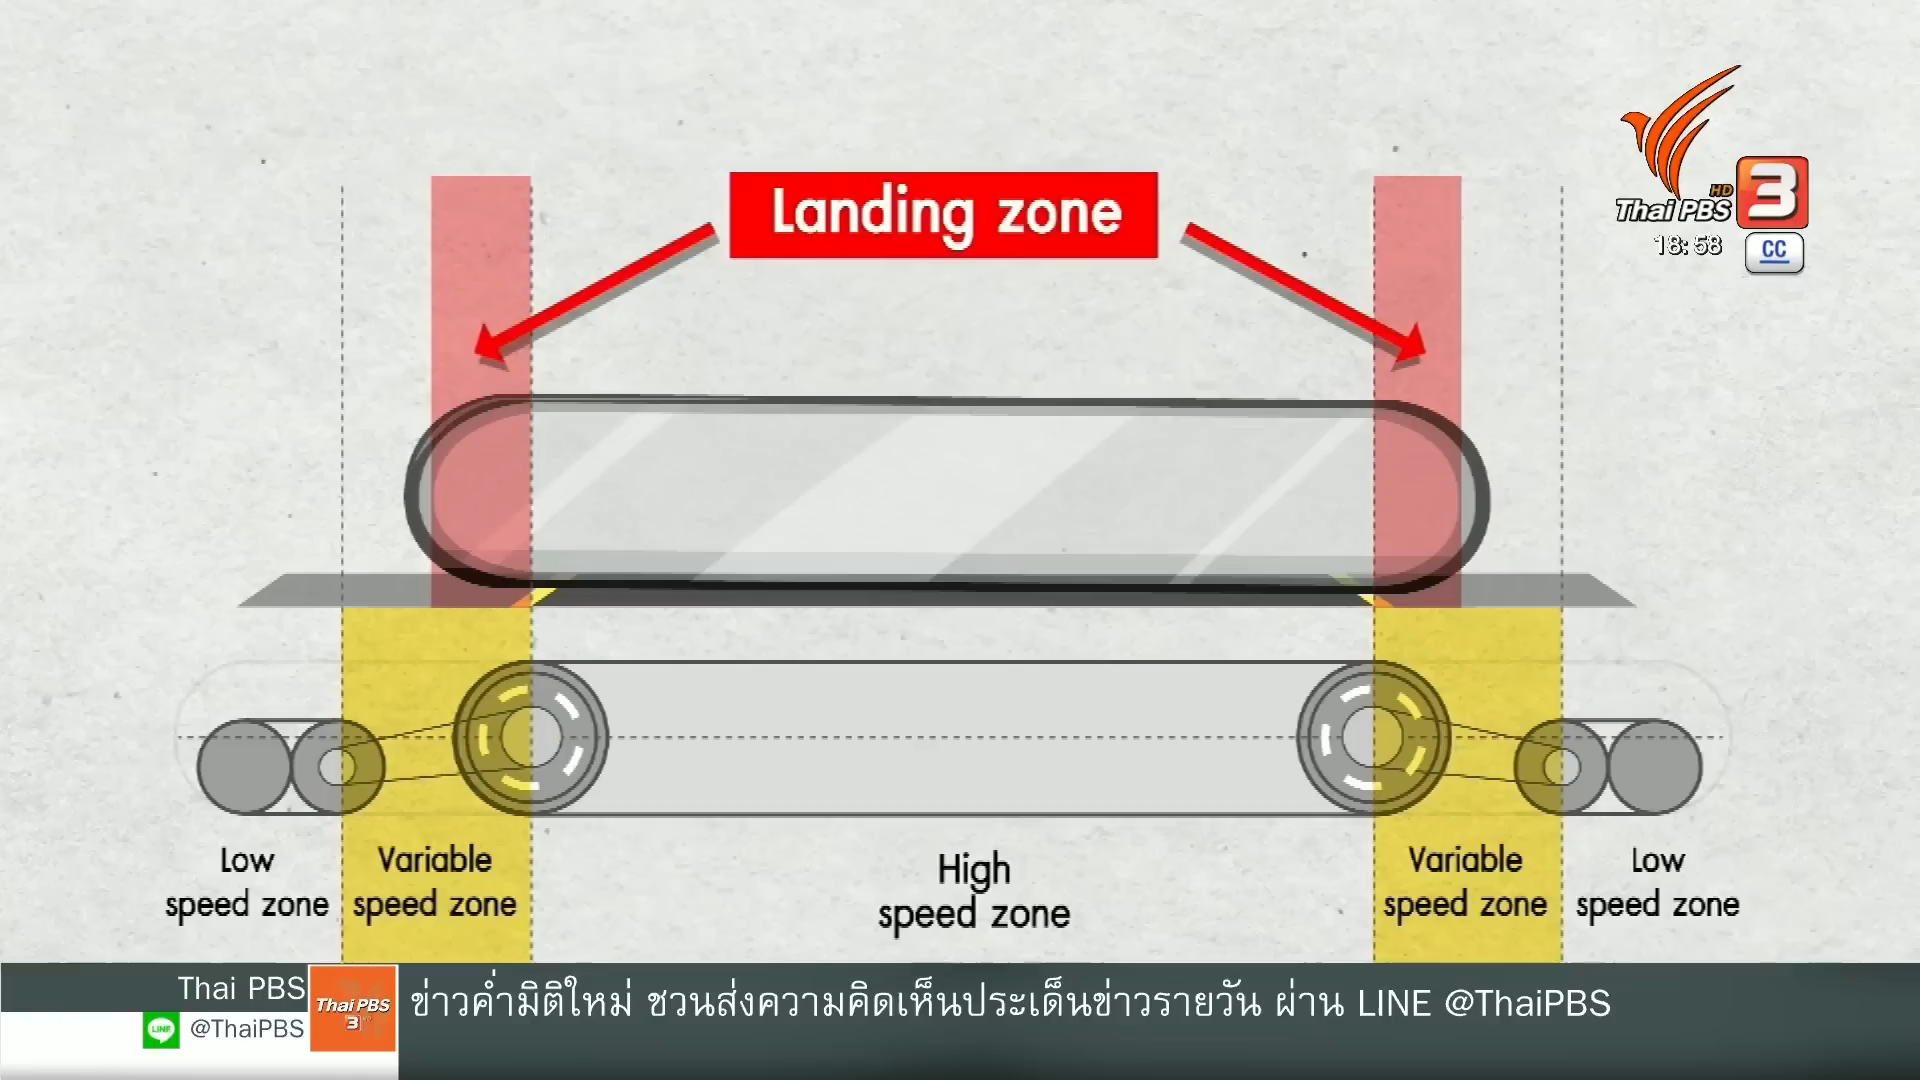 Landing zone
HD
Thai PBS 3
18:58
CC
Low
speed zone
Variable
speed zone
High
speed zone
Variable
speed zone
Low
speed zone
Thai PBS
LINE @ThaiPBS
Thai PBS
3
ข่าวค่ำมิติใหม่ ชวนส่งความคิดเห็นประเด็นข่าวรายวัน ผ่าน LINE @ThaiPBS